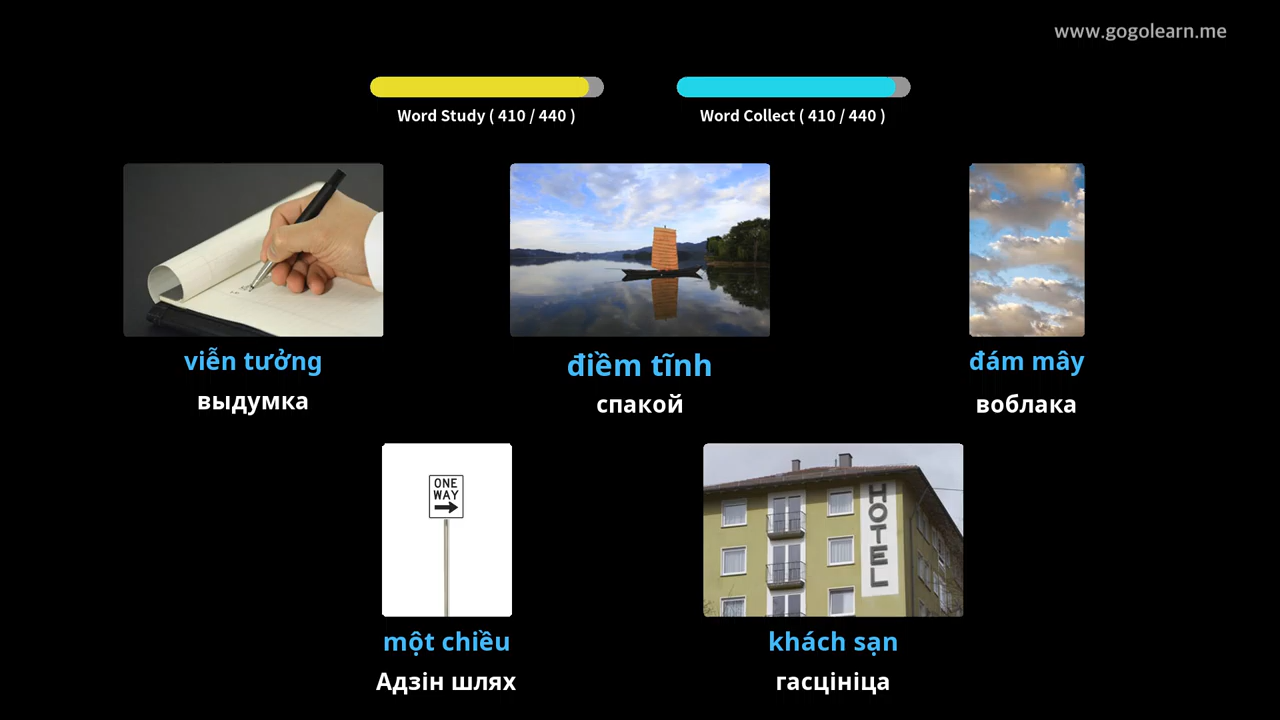 www.gogolearn.me
Word Study ( 410 / 440 )
Word Collect ( 410 / 440 )
viễn tưởng
выдумка
điềm tĩnh
спакой
đám mây
воблака
ONE
WAY
một chiều
Адзін шлях
HOTEL
khách sạn
гасцініца